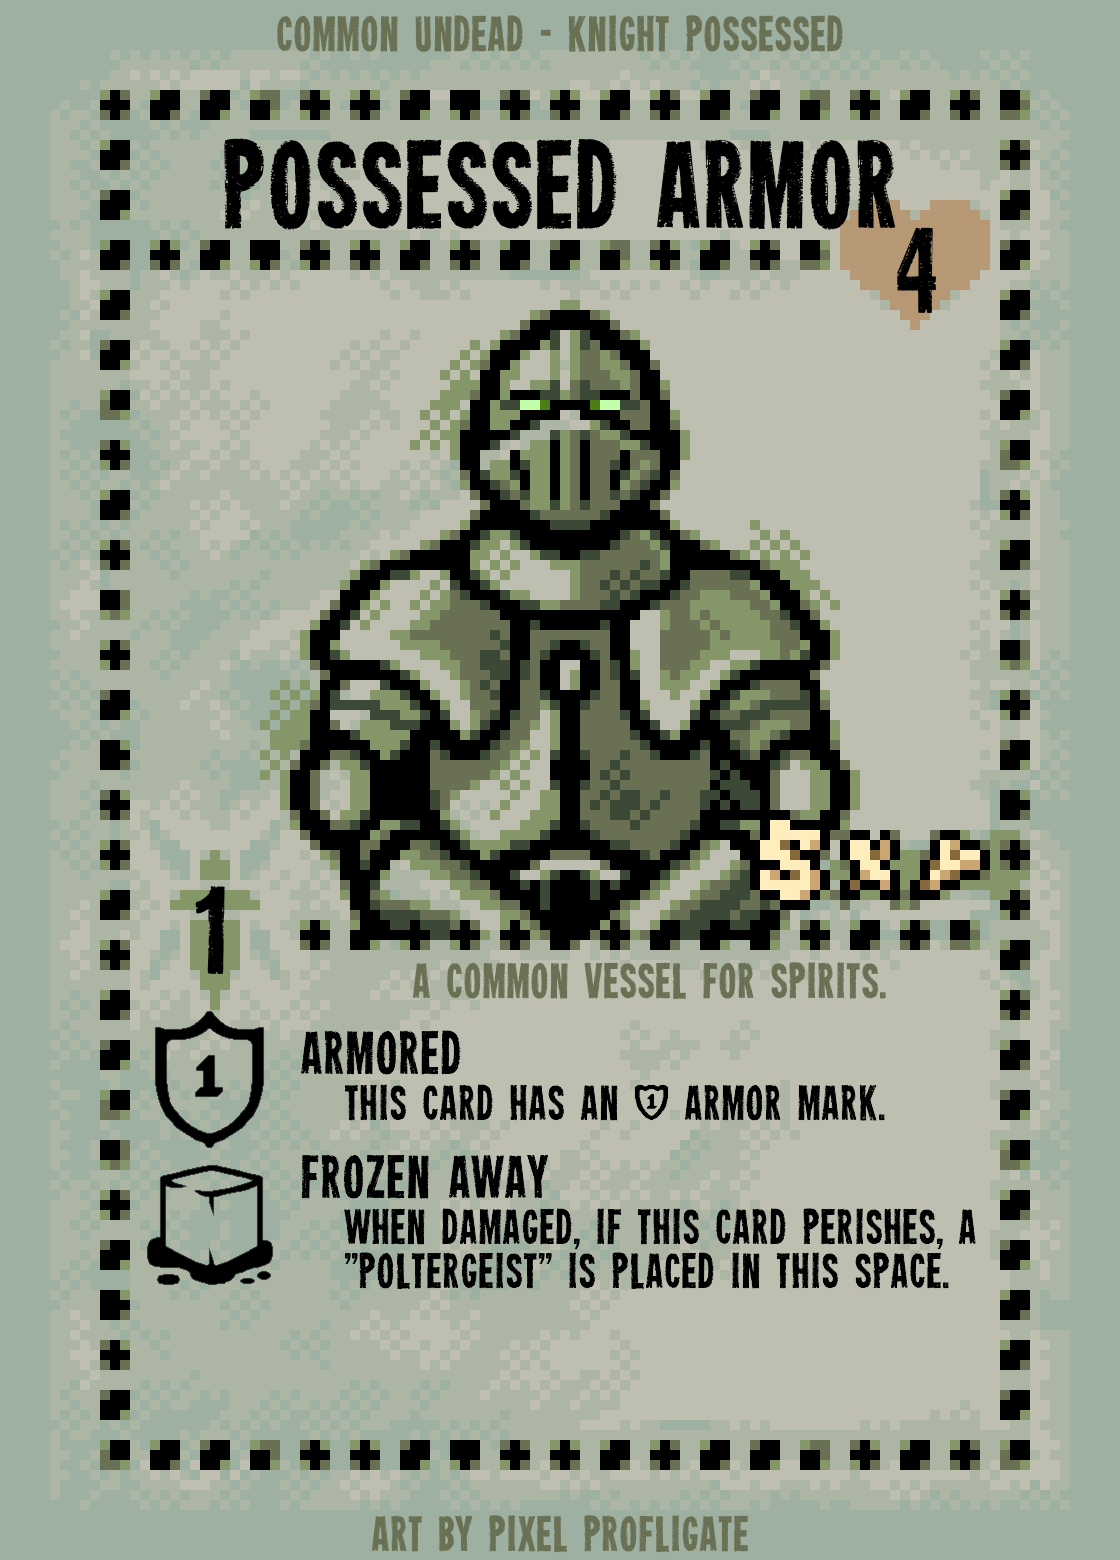 COMMON UNDEAD - KNIGHT POSSESSED
POSSESSED ARMOR
4
SXP
1
A COMMON VESSEL FOR SPIRITS.
1
ARMORED
THIS CARD HAS AN 1 ARMOR MARK.
FROZEN AWAY
WHEN DAMAGED, IF THIS CARD PERISHES, A
"POLTERGEIST" IS PLACED IN THIS SPACE.
ART BY PIXEL PROFLIGATE